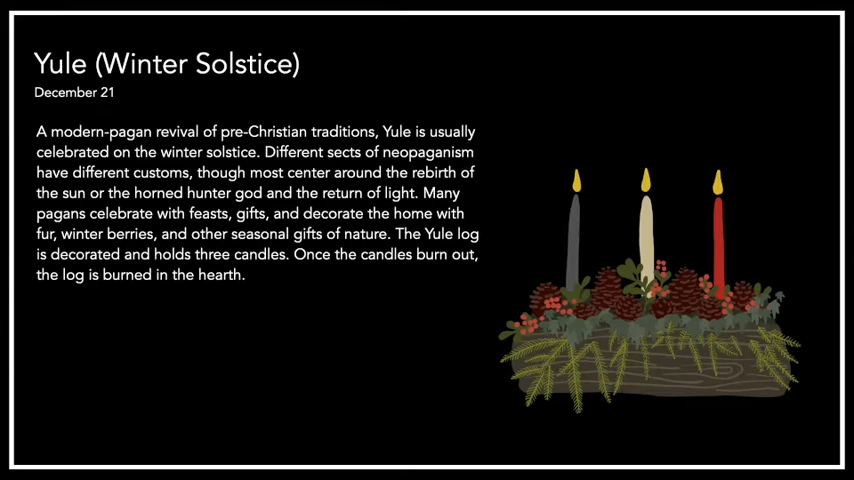 Yule (Winter Solstice)
December 21
A modern-pagan revival of pre-Christian traditions, Yule is usually
celebrated on the winter solstice. Different sects of neopaganism
have different customs, though most center around the rebirth of
the sun or the horned hunter god and the return of light. Many
pagans celebrate with feasts, gifts, and decorate the home with
fur, winter berries, and other seasonal gifts of nature. The Yule log
is decorated and holds three candles. Once the candles burn out,
the log is burned in the hearth.